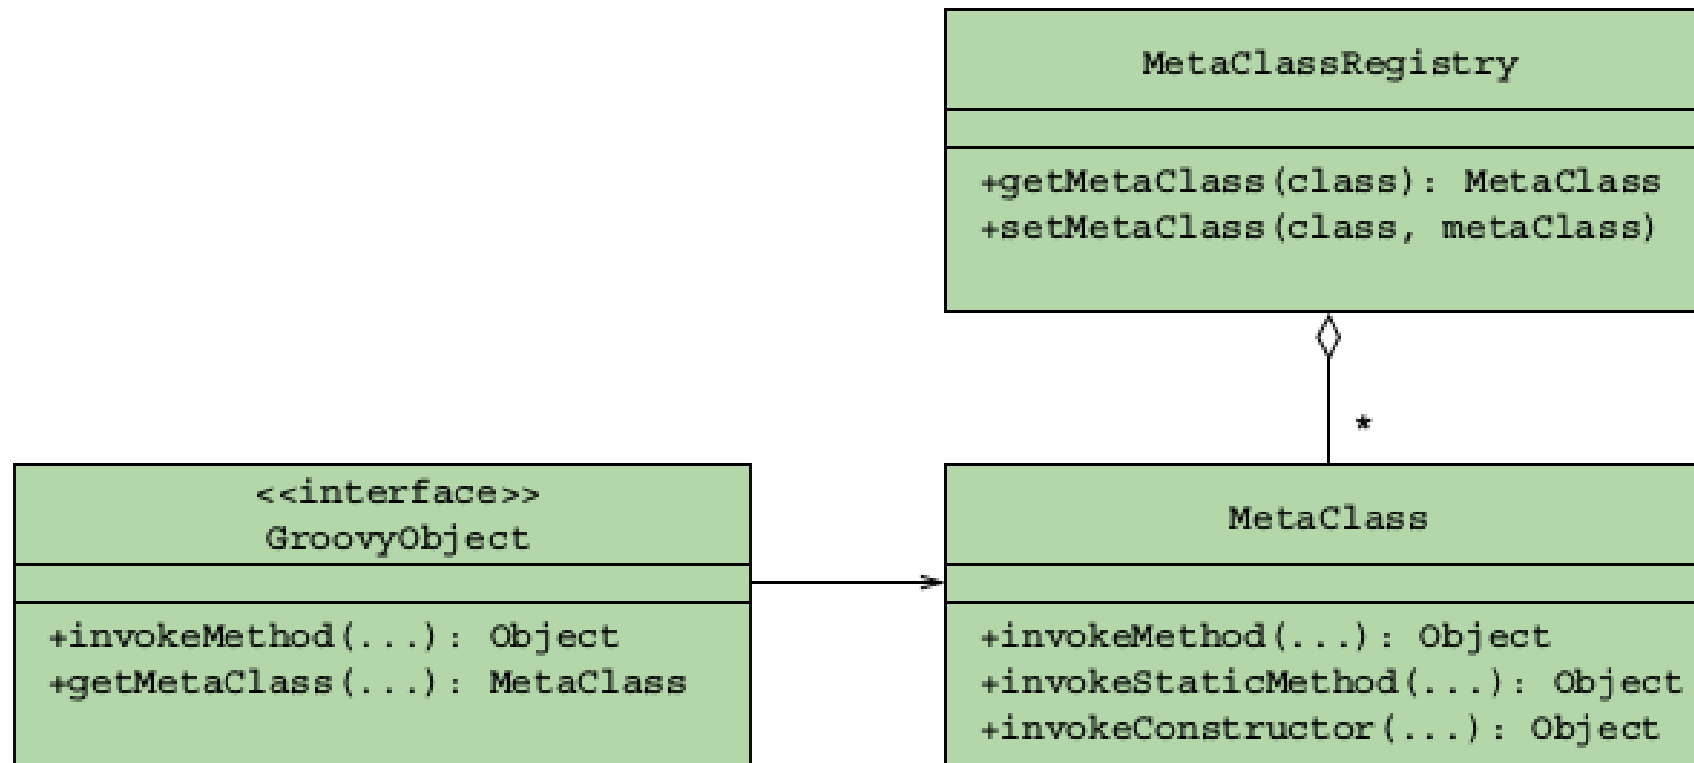 MetaClassRegistry
+getMetaClass(class): MetaClass
+setMetaClass(class, metaClass)
*
<<interface>>
GroovyObject
+invokeMethod(...): Object
+getMetaClass(...): MetaClass
MetaClass
+invokeMethod(...): Object
+invokeStaticMethod(...): Object
+invokeConstructor(...): Object